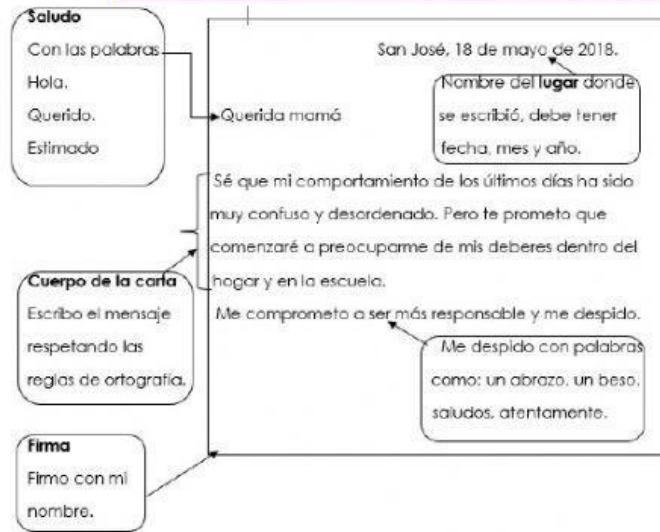 Saludo
Con las palabras
Hola.
Querido.
Estimado
San José, 18 de mayo de 2018.
Nombre del lugar donde
se escribió, debe tener
fecha, mes y año.
Querida mamá
Sé que mi comportamiento de los últimos días ha sido
muy confuso y desordenado. Pero te prometo que
comenzaré a preocuparme de mis deberes dentro del
hogar y en la escuela.
Me comprometo a ser más responsable y me despido.
Cuerpo de la carta
Escribo el mensaje
respetando las
reglas de ortografía.
Me despido con palabras
como: un abrazo, un beso,
saludos, atentamente.
Firma
Firmo con mi
nombre.